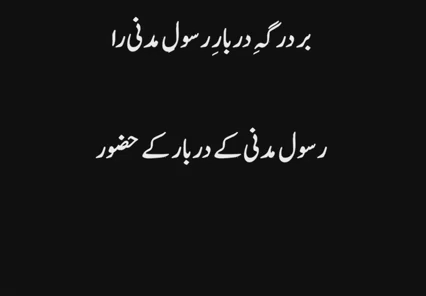 بر درگہِ دربارِ رسولِ مدنی را
رسول مدنی کے دربار کے حضور